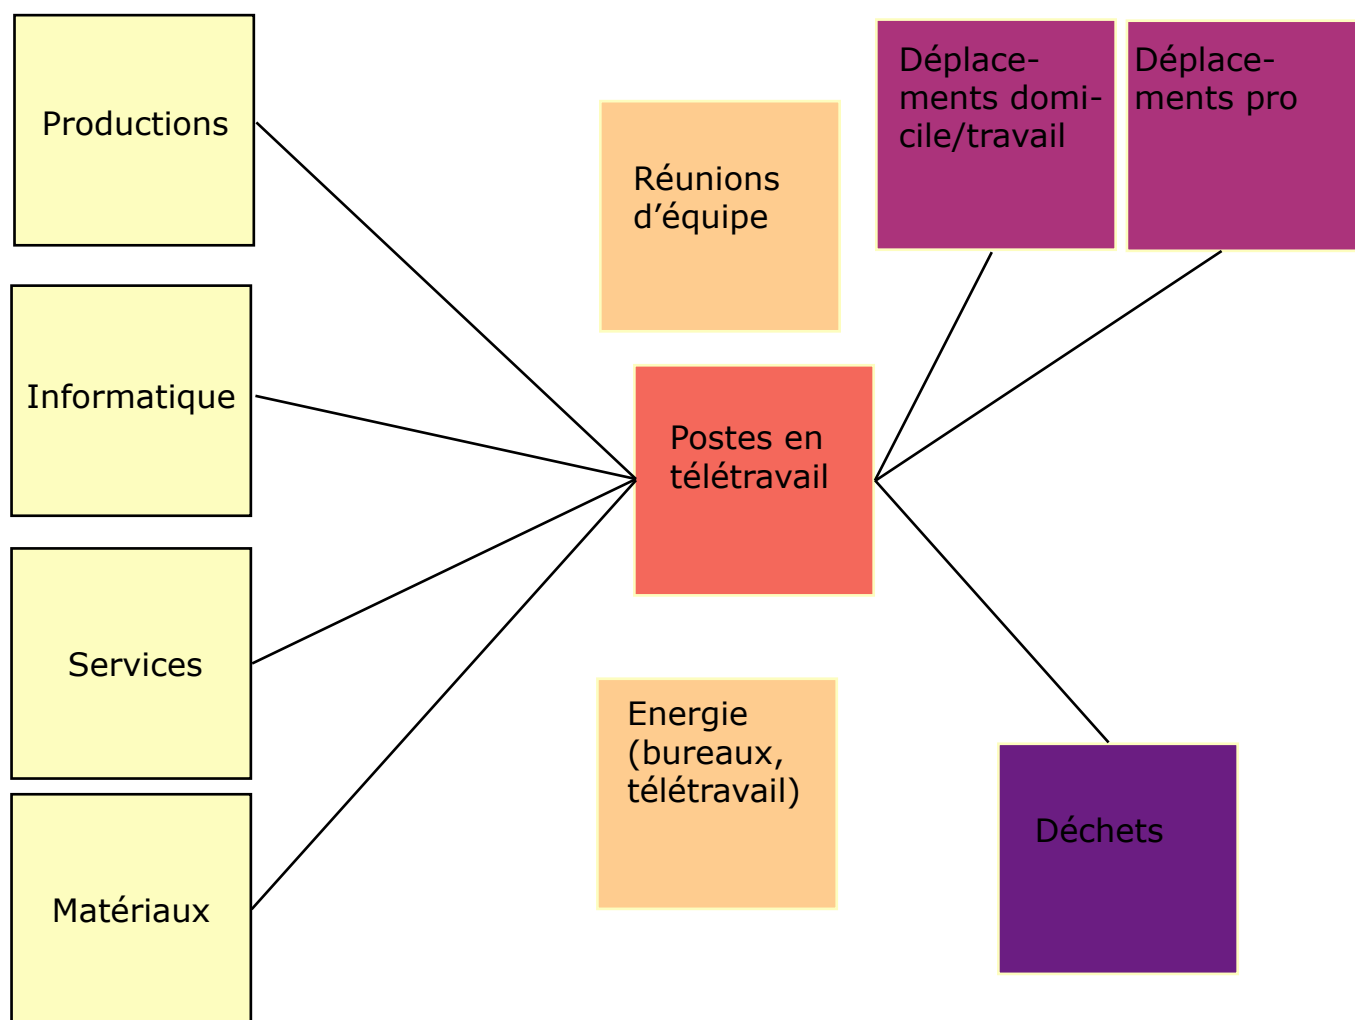 Productions
Informatique
Services
Matériaux
Réunions
d’équipe
Postes en
télétravail
Energie
(bureaux,
télétravail)
Déplace-
ments domi-
cile/travail
Déplace-
ments pro
Déchets